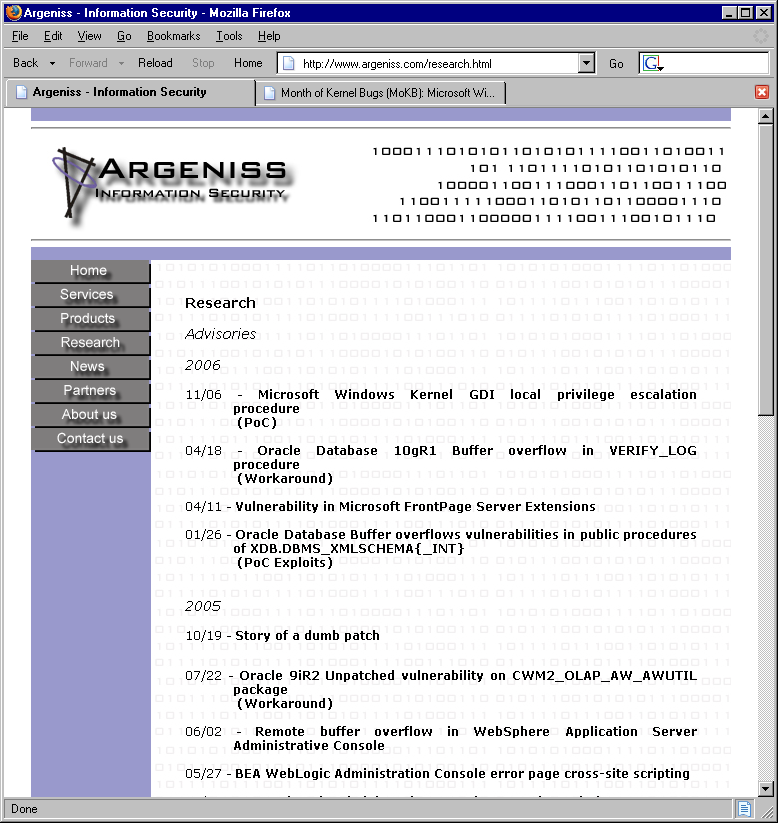 Argeniss - Information Security - Mozilla Firefox
File Edit View Go Bookmarks Tools Help
Back Forward Reload Stop Home http://www.argeniss.com/research.html Go
Argeniss - Information Security Month of Kernel Bugs (MoKB): Microsoft Wi...
ARGENISS
INFORMATION SECURITY
Home
Services
Products
Research
News
Partners
About us
Contact us
Research
Advisories
2006
11/06 - Microsoft Windows Kernel GDI local privilege escalation
procedure
(PoC)
04/18 - Oracle Database 10gR1 Buffer overflow in VERIFY_LOG
procedure
(Workaround)
04/11 - Vulnerability in Microsoft FrontPage Server Extensions
01/26 - Oracle Database Buffer overflows vulnerabilities in public procedures
of XDB.DBMS_XMLSCHEMA{_INT}
(PoC Exploits)
2005
10/19 - Story of a dumb patch
07/22 - Oracle 9iR2 Unpatched vulnerability on CWM2_OLAP_AW_AWUTIL
package
(Workaround)
06/02 - Remote buffer overflow in WebSphere Application Server
Administrative Console
05/27 - BEA WebLogic Administration Console error page cross-site scripting
Done